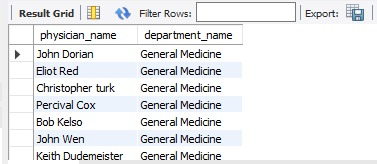 Result Grid Filter Rows: Export:
physician_name department_name
John Dorian General Medicine
Eliot Red General Medicine
Christopher turk General Medicine
Percival Cox General Medicine
Bob Kelso General Medicine
John Wen General Medicine
Keith Dudemeister General Medicine